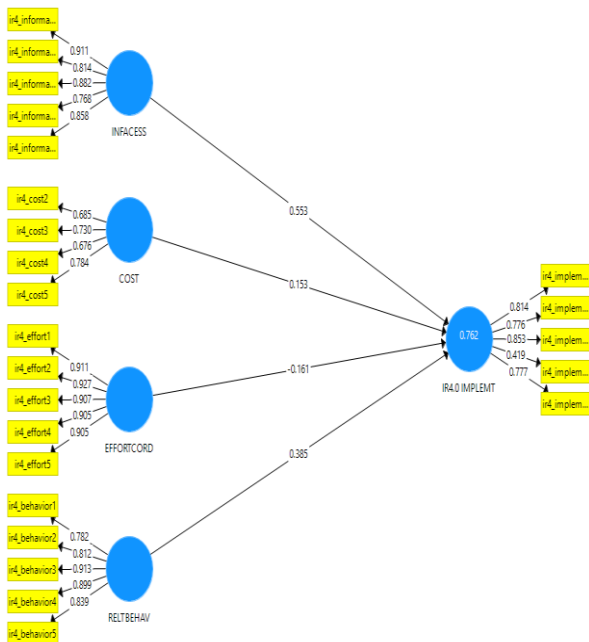 ir4_informa...
ir4_informa...
ir4_informa...
ir4_informa...
ir4_informa...
0.911
0.814
0.882
0.768
0.858
INFACESS
ir4_cost2
ir4_cost3
ir4_cost4
ir4_cost5
0.685
0.730
0.676
0.784
COST
ir4_effort1
ir4_effort2
ir4_effort3
ir4_effort4
ir4_effort5
0.911
0.927
0.907
0.905
0.905
EFFORTCORD
ir4_behavior1
ir4_behavior2
ir4_behavior3
ir4_behavior4
ir4_behavior5
0.782
0.812
0.913
0.899
0.839
RELTBEHAV
0.553
0.153
-0.161
0.385
0.762
IR4.0 IMPLEMT
0.814
0.776
0.853
0.419
0.777
ir4_implem...
ir4_implem...
ir4_implem...
ir4_implem...
ir4_implem...